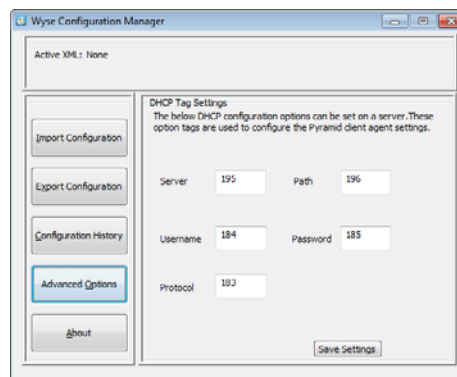 Wyse Configuration Manager
Active XML: None
Import Configuration
Export Configuration
Configuration History
Advanced Options
About
DHCP Tag Settings
The below DHCP configuration options can be set on a server.These
option tags are used to configure the Pyramid client agent settings.
Server 195 Path 196
Username 184 Password 185
Protocol 183
Save Settings